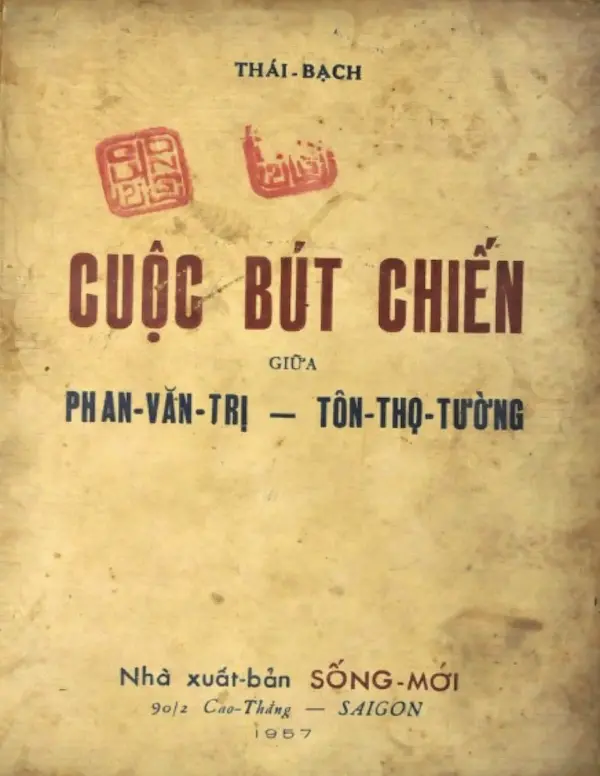 THÁI-BẠCH
CUỘC BÚT CHIẾN
GIỮA
PHAN-VĂN-TRỊ — TÔN-THỌ-TƯỜNG
Nhà xuất-bản SỐNG-MỚI
90/2 Cao-Thắng — SAIGON
1957